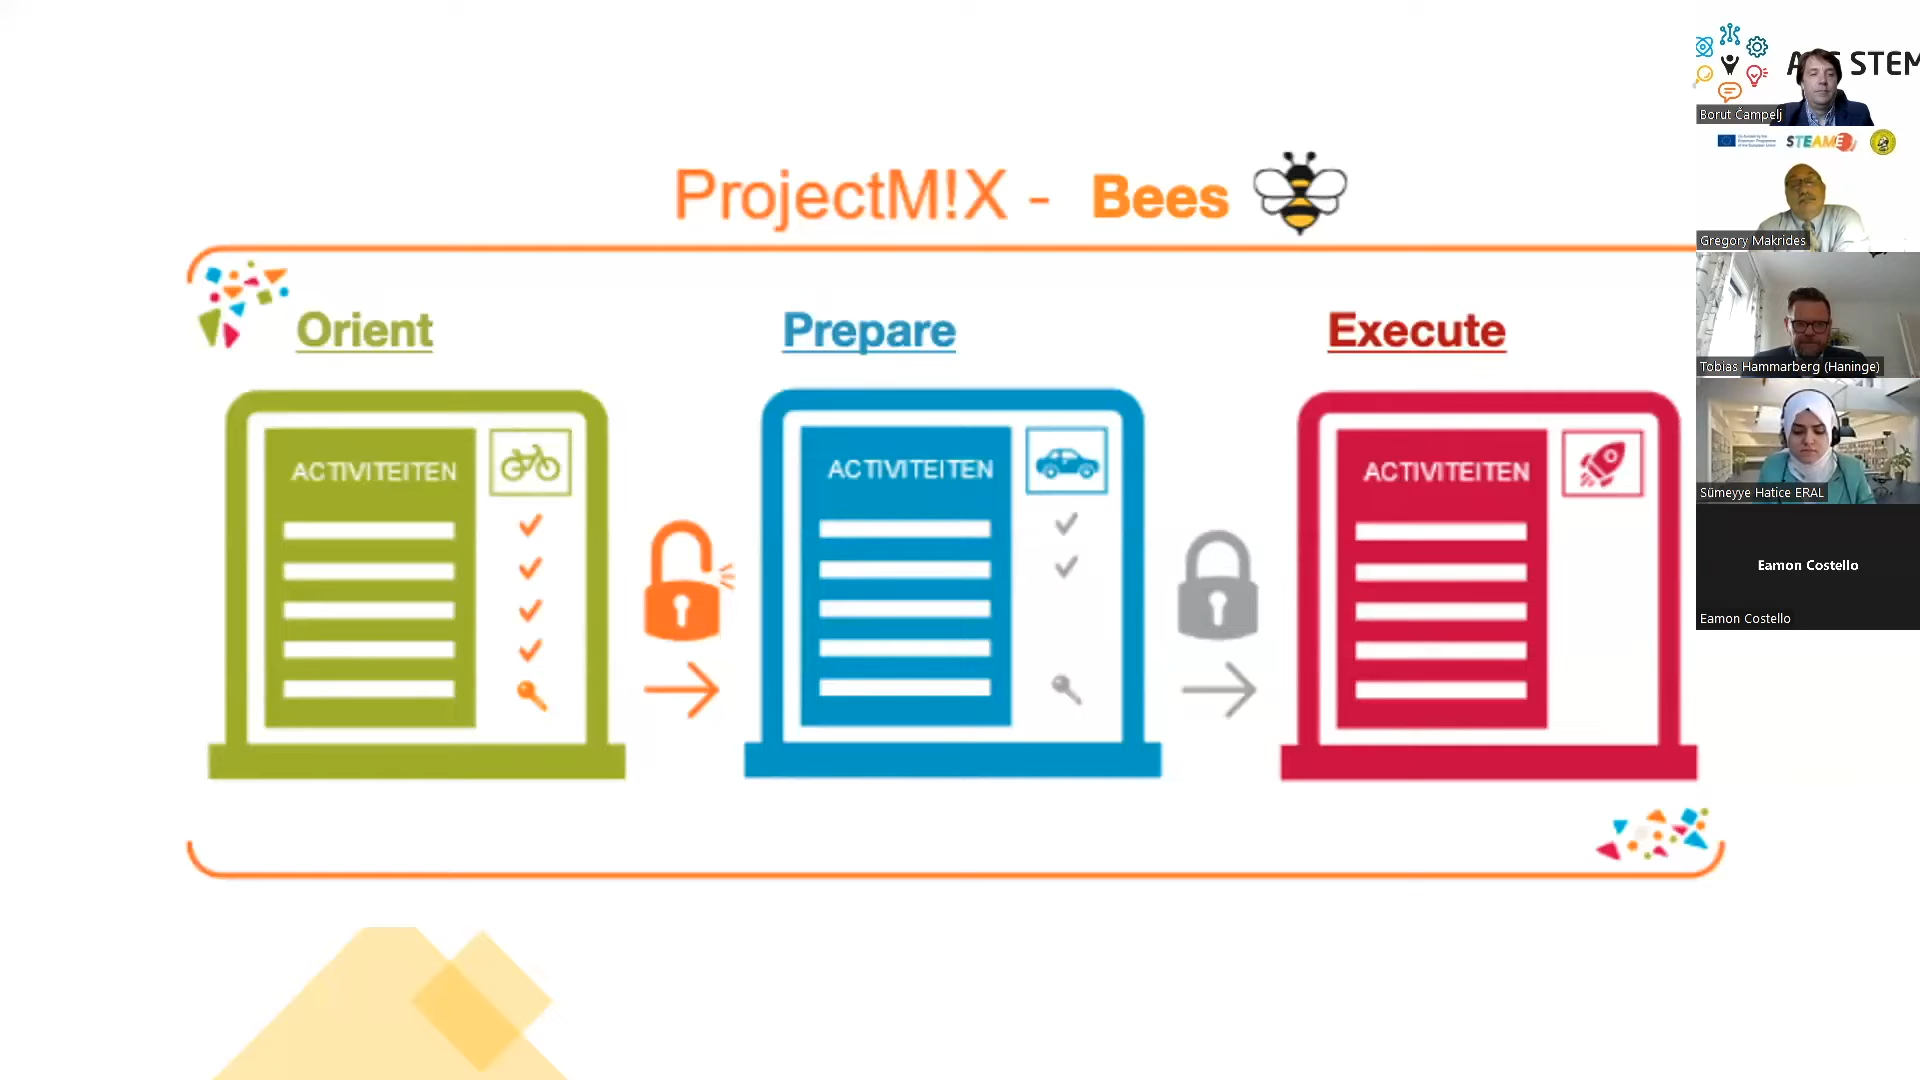 ProjectM!X - Bees
Orient
Prepare
Execute
ACTIVITEITEN
ACTIVITEITEN
ACTIVITEITEN
STEM
Borut Čampelj
STEAME
Gregory Makrides
Tobias Hammarberg (Haninge)
Sümeyye Hatice ERAL
Eamon Costello
Eamon Costello